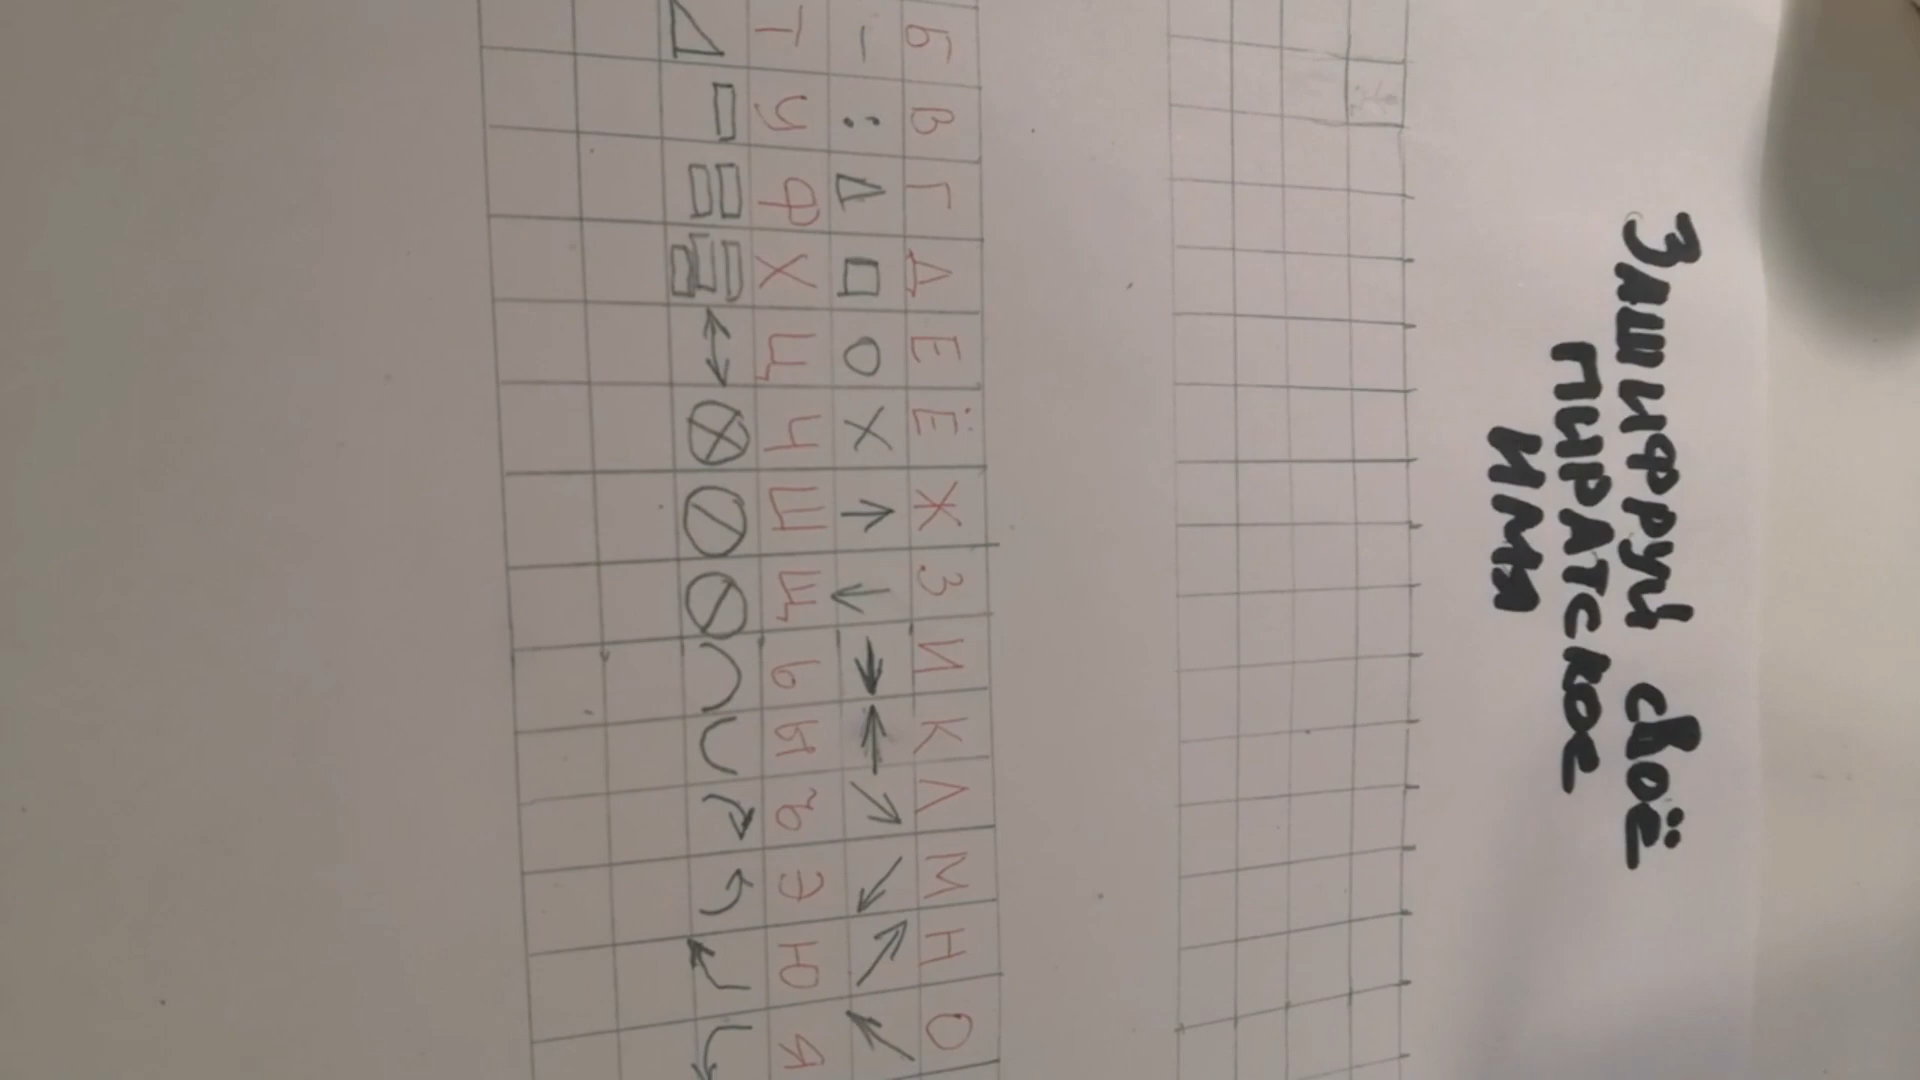 Зашифруй своё
пиратское
имя
Б В Г Д Е Ё Ж З И К Л М Н О
Т У Ф Х Ц Ч Ш Щ Ь Ы Ъ Э Ю Я